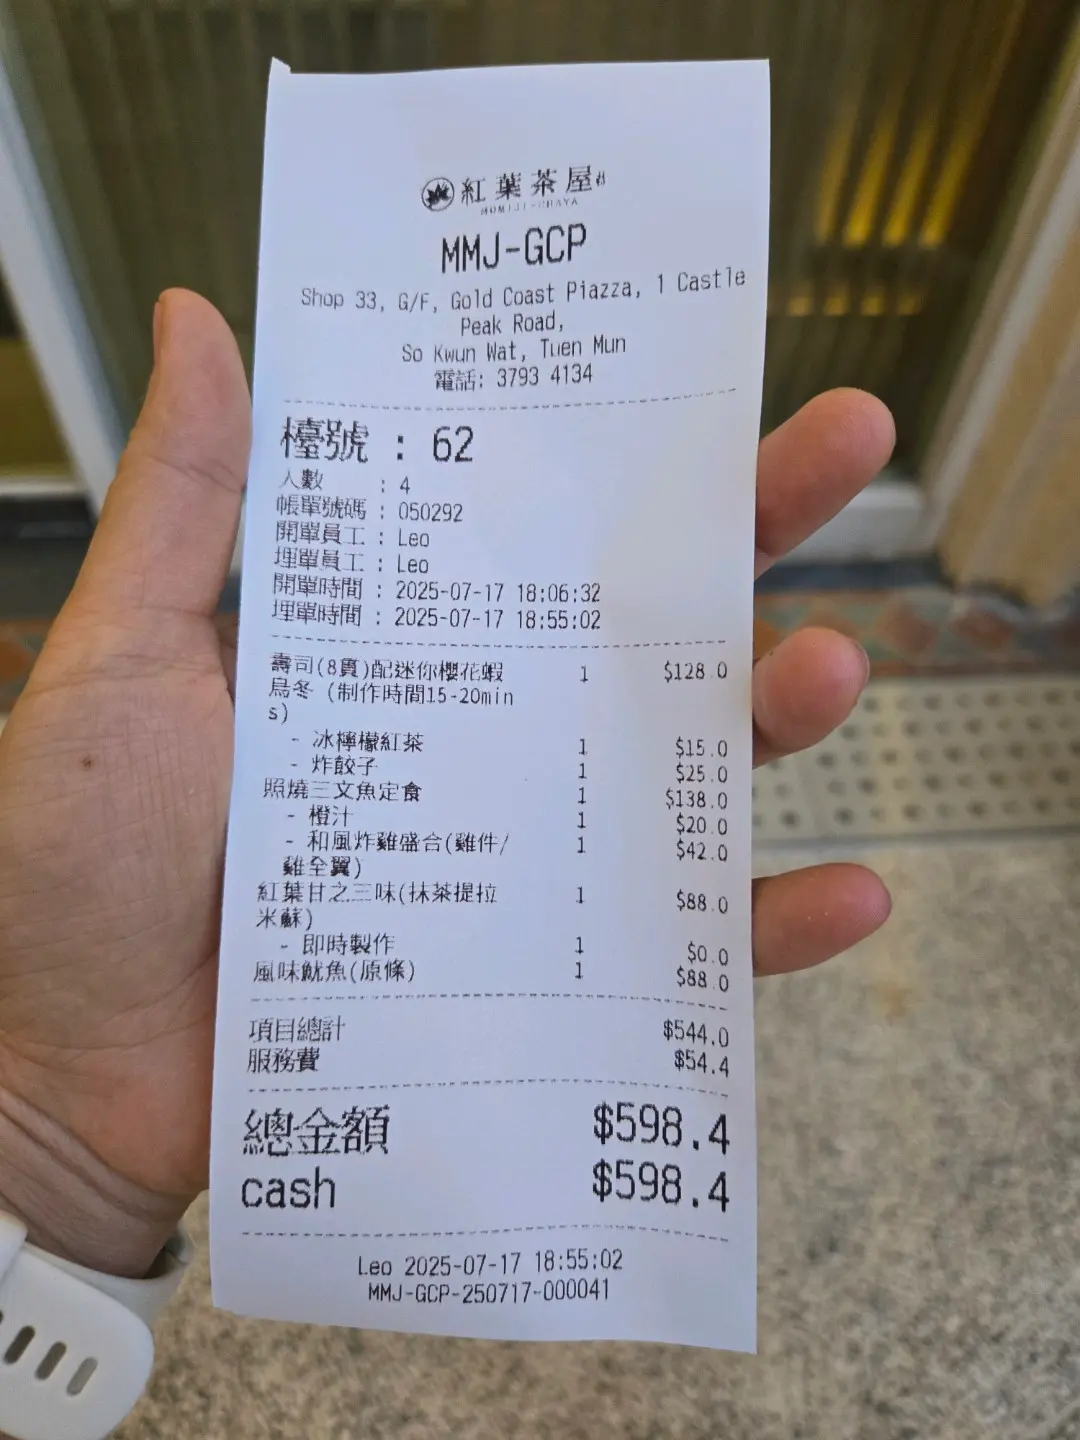 紅葉茶屋
MOMIJI-CHAYA
MMJ-GCP
Shop 33, G/F, Gold Coast Piazza, 1 Castle
Peak Road,
So Kwun Wat, Tuen Mun
電話: 3793 4134
檯號 : 62
人數 : 4
帳單號碼 : 050292
開單員工 : Leo
埋單員工 : Leo
開單時間 : 2025-07-17 18:06:32
埋單時間 : 2025-07-17 18:55:02
壽司(8貫)配迷你櫻花蝦 1 $128.0
烏冬 (制作時間15-20min
s)
- 冰檸檬紅茶 1 $15.0
- 炸餃子 1 $25.0
照燒三文魚定食 1 $138.0
- 橙汁 1 $20.0
- 和風炸雞盛合(雞件/ 1 $42.0
雞全翼)
紅葉甘之三味(抹茶提拉 1 $88.0
米蘇)
- 即時製作 1 $0.0
風味魷魚(原條) 1 $88.0
項目總計 $544.0
服務費 $54.4
總金額 $598.4
cash $598.4
Leo 2025-07-17 18:55:02
MMJ-GCP-250717-000041